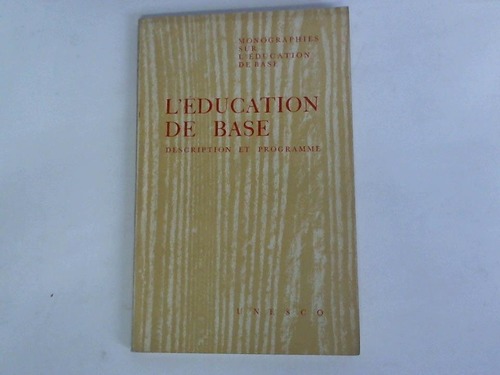 MONOGRAPHIES
SUR
L'EDUCATION
DE BASE
L'EDUCATION
DE BASE
DESCRIPTION ET PROGRAMME
UNESCO